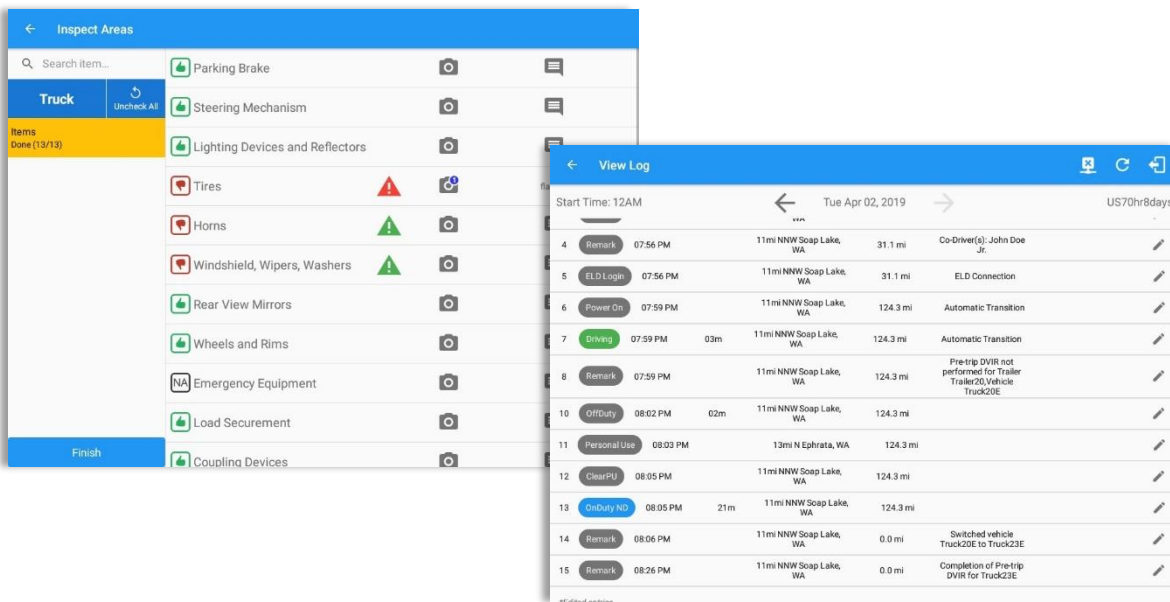 Inspect Areas
Search item...
Truck
Uncheck All
Items
Done (13/13)
Parking Brake
Steering Mechanism
Lighting Devices and Reflectors
Tires
1
Horns
Windshield, Wipers, Washers
Rear View Mirrors
Wheels and Rims
NA Emergency Equipment
Load Securement
Coupling Devices
Finish
View Log
Start Time: 12AM
Tue Apr 02, 2019
US70hr8days
WA
4 Remark 07:56 PM 11mi NNW Soap Lake, 31.1 mi Co-Driver(s): John Doe
WA Jr.
5 ELD Login 07:56 PM 11mi NNW Soap Lake, 31.1 mi ELD Connection
WA
6 Power On 07:59 PM 11mi NNW Soap Lake, 124.3 mi Automatic Transition
WA
7 Driving 07:59 PM 03m 11mi NNW Soap Lake, 124.3 mi Automatic Transition
WA
Pre-trip DVIR not
8 Remark 07:59 PM 11mi NNW Soap Lake, 124.3 mi performed for Trailer
WA Trailer20,Vehicle
Truck20E
10 OffDuty 08:02 PM 02m 11mi NNW Soap Lake, 124.3 mi
WA
11 Personal Use 08:03 PM 13mi N Ephrata, WA 124.3 mi
12 ClearPU 08:05 PM 11mi NNW Soap Lake, 124.3 mi
WA
13 OnDuty ND 08:05 PM 21m 11mi NNW Soap Lake, 124.3 mi
WA
14 Remark 08:06 PM 11mi NNW Soap Lake, 0.0 mi Switched vehicle
WA Truck20E to Truck23E
15 Remark 08:26 PM 11mi NNW Soap Lake, 0.0 mi Completion of Pre-trip
WA DVIR for Truck23E
*Edited entries